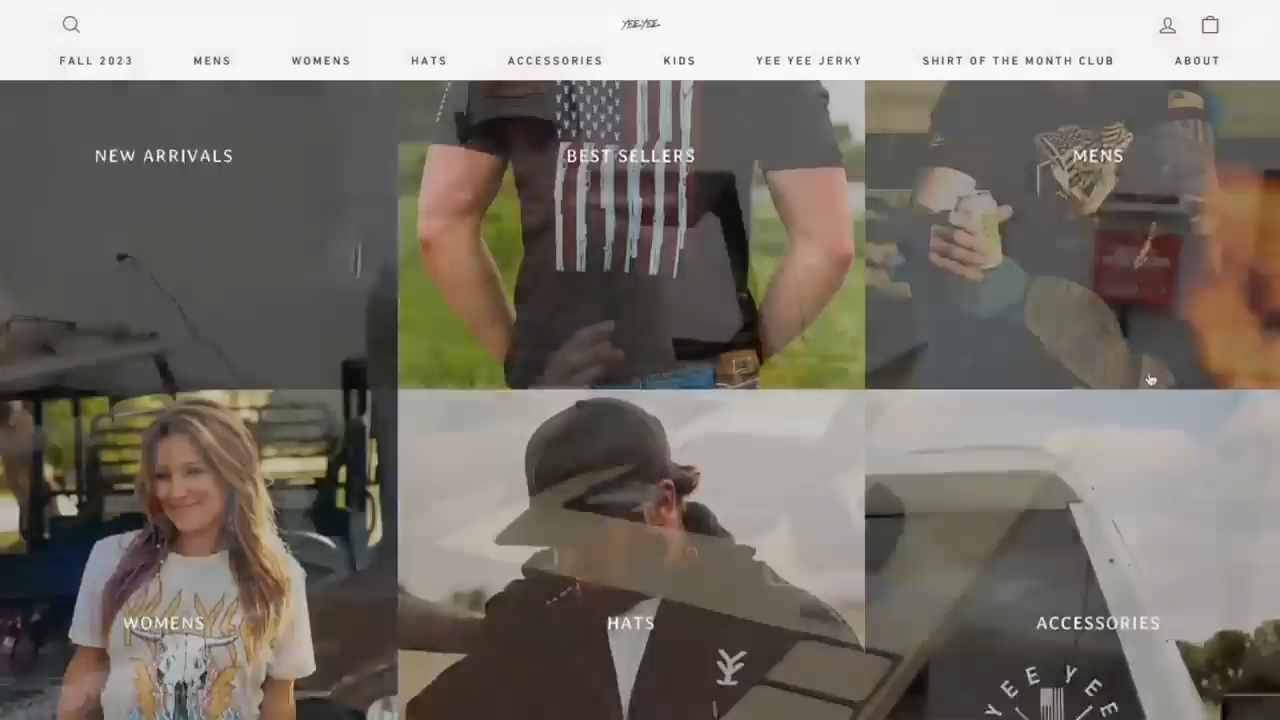 YEE YEE
FALL 2023 MENS WOMENS HATS ACCESSORIES KIDS YEE YEE JERKY SHIRT OF THE MONTH CLUB ABOUT
NEW ARRIVALS BEST SELLERS MENS
WOMENS HATS ACCESSORIES
YEE YEE